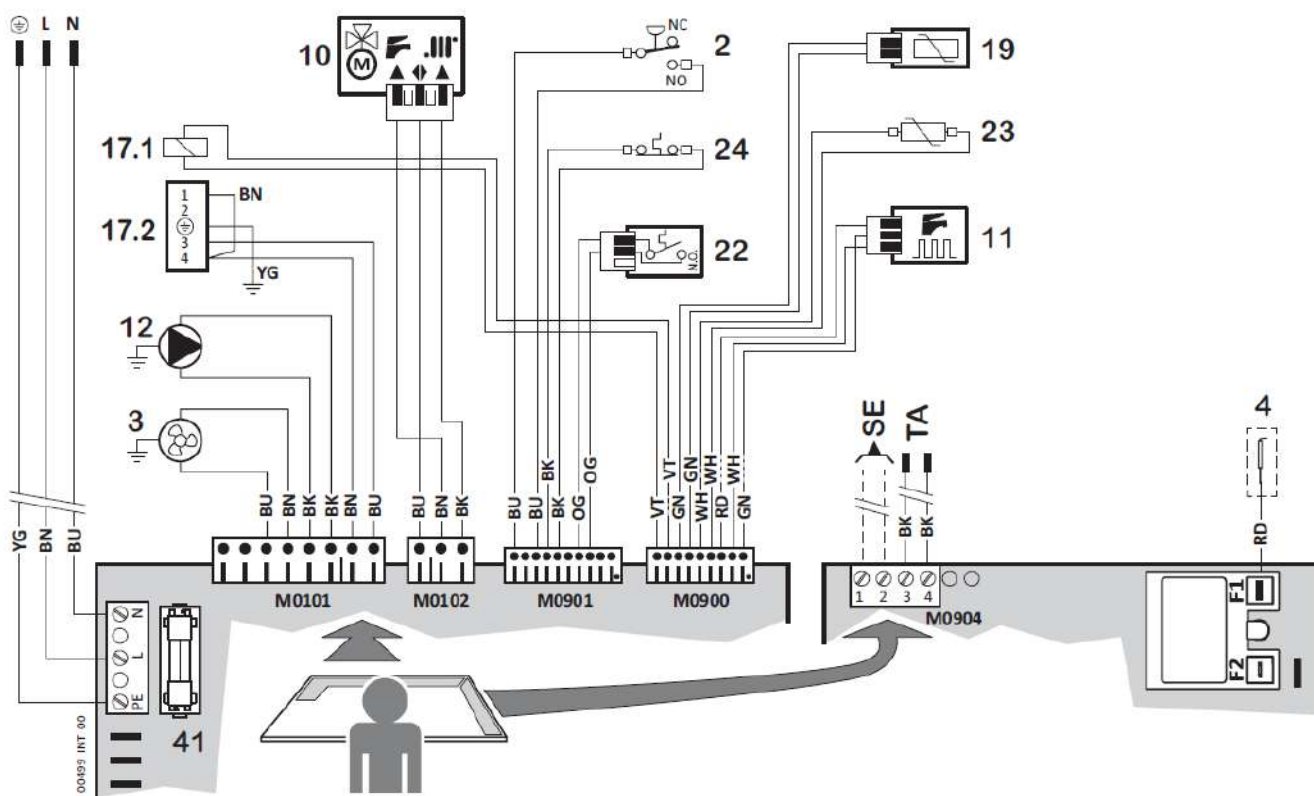 L N
10
M
NC
2
NO
19
17.1
24
23
17.2
1
2
3
4
BN
YG
22
N.O.
11
12
3
SE
TA
4
YG
BN
BU
BU
BN
BK
BK
BN
BU
BU
BN
BK
BU
BU
BK
BK
OG
OG
VT
VT
GN
GN
WH
WH
RD
WH
GN
BK
BK
RD
M0101
M0102
M0901
M0900
1 2 3 4
M0904
F1
F2
N
L
PE
41
00499 INT 00